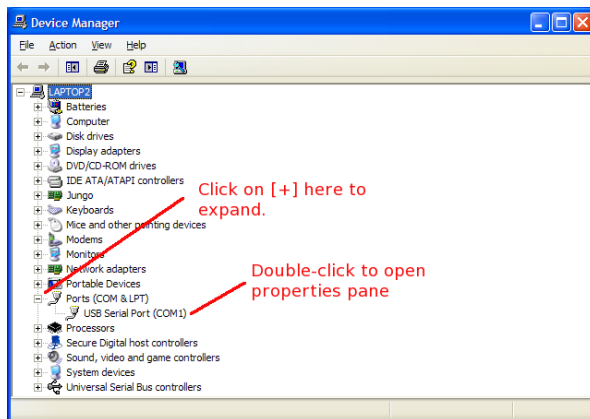 Device Manager
File Action View Help
LAPTOP2
Batteries
Computer
Disk drives
Display adapters
DVD/CD-ROM drives
IDE ATA/ATAPI controllers
Jungo
Keyboards
Mice and other pointing devices
Modems
Monitors
Network adapters
Portable Devices
Ports (COM & LPT)
USB Serial Port (COM1)
Processors
Secure Digital host controllers
Sound, video and game controllers
System devices
Universal Serial Bus controllers
Click on [+] here to
expand.
Double-click to open
properties pane